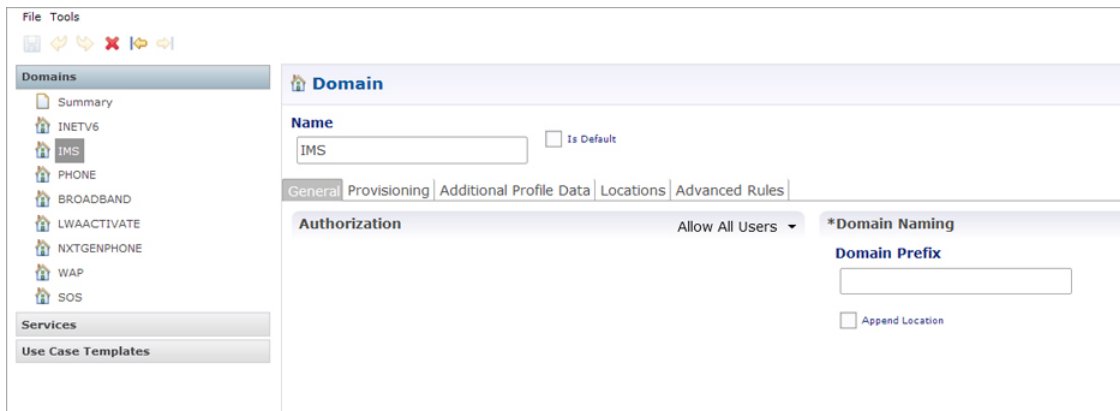 File Tools
Domains
Summary
INETV6
IMS
PHONE
BROADBAND
LWAACTIVATE
NXTGENPHONE
WAP
SOS
Services
Use Case Templates
Domain
Name
IMS
Is Default
General Provisioning Additional Profile Data Locations Advanced Rules
Authorization
Allow All Users
*Domain Naming
Domain Prefix
Append Location